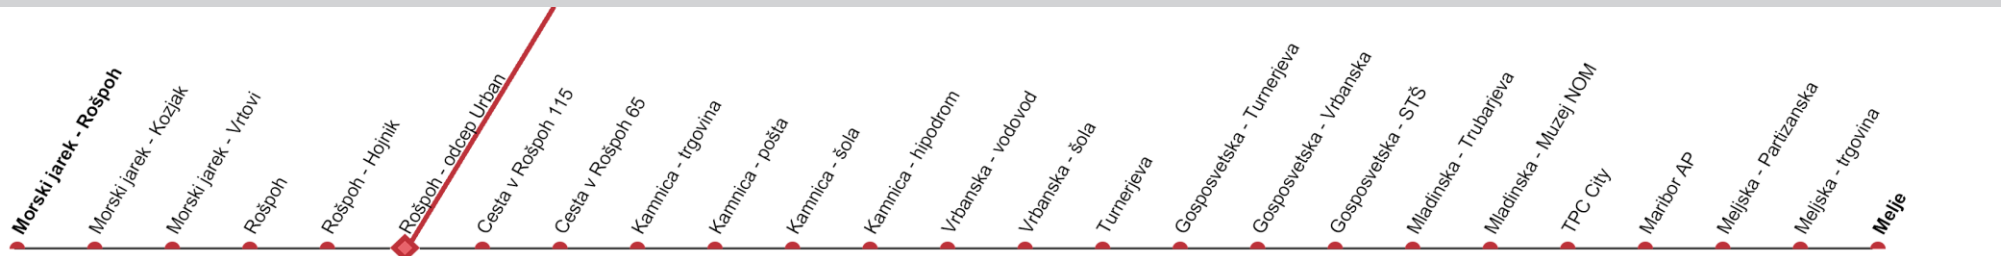 Morski jarek - Rošpoh
Morski jarek - Kozjak
Morski jarek - Vrtovi
Rošpoh
Rošpoh - Hojnik
Rošpoh - odcep Urban
Cesta v Rošpoh 115
Cesta v Rošpoh 65
Kamnica - trgovina
Kamnica - pošta
Kamnica - šola
Kamnica - hipodrom
Vrbanska - vodovod
Vrbanska - šola
Turnerjeva
Gosposvetska - Turnerjeva
Gosposvetska - Vrbanska
Gosposvetska - STŠ
Mladinska - Trubarjeva
Mladinska - Muzej NOM
TPC City
Maribor AP
Meljska - Partizanska
Meljska - trgovina
Melje